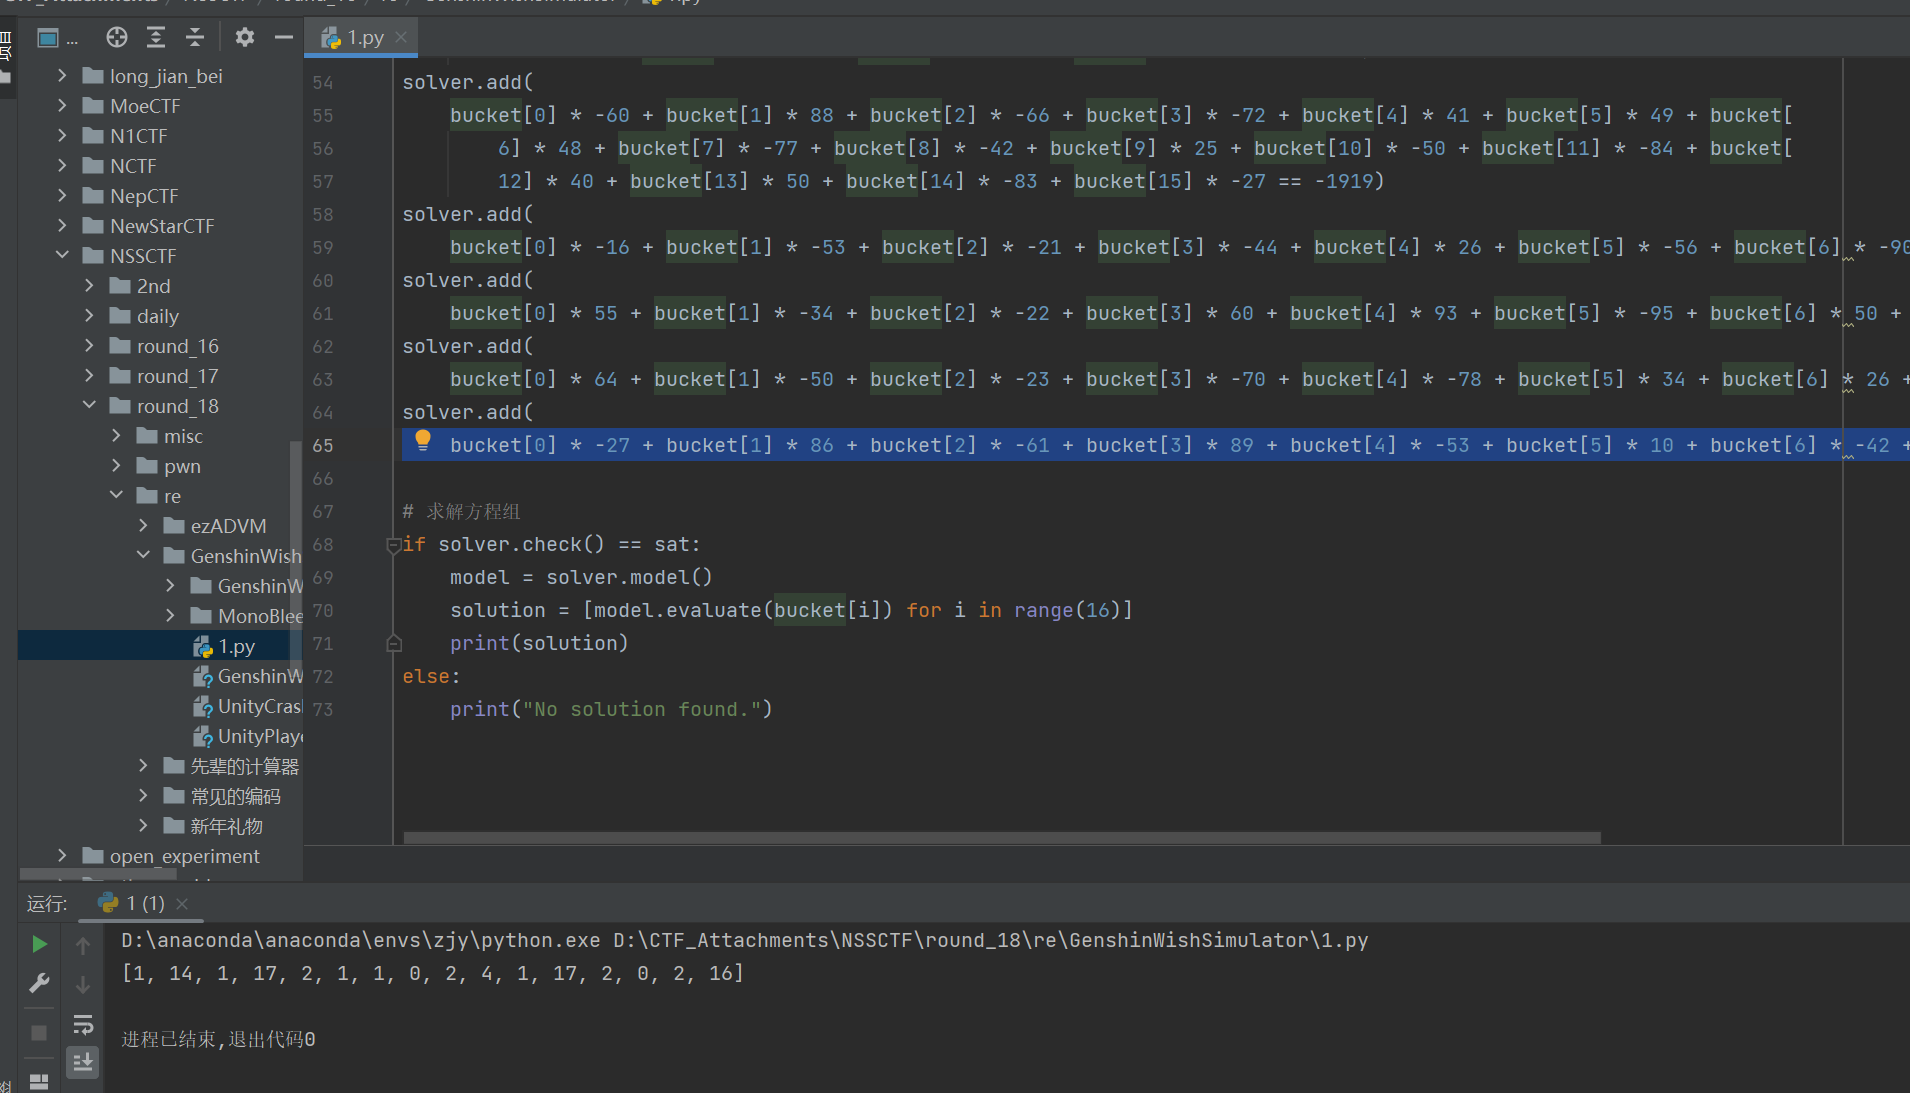 项目
...
1.py
long_jian_bei
MoeCTF
N1CTF
NCTF
NepCTF
NewStarCTF
NSSCTF
2nd
daily
round_16
round_17
round_18
misc
pwn
re
ezADVM
GenshinWish
GenshinW
MonoBlee
1.py
GenshinW
UnityCras
UnityPlaye
先辈的计算器
常见的编码
新年礼物
open_experiment
54 solver.add(
55 bucket[0] * -60 + bucket[1] * 88 + bucket[2] * -66 + bucket[3] * -72 + bucket[4] * 41 + bucket[5] * 49 + bucket[
56 6] * 48 + bucket[7] * -77 + bucket[8] * -42 + bucket[9] * 25 + bucket[10] * -50 + bucket[11] * -84 + bucket[
57 12] * 40 + bucket[13] * 50 + bucket[14] * -83 + bucket[15] * -27 == -1919)
58 solver.add(
59 bucket[0] * -16 + bucket[1] * -53 + bucket[2] * -21 + bucket[3] * -44 + bucket[4] * 26 + bucket[5] * -56 + bucket[6] * -90
60 solver.add(
61 bucket[0] * 55 + bucket[1] * -34 + bucket[2] * -22 + bucket[3] * 60 + bucket[4] * 93 + bucket[5] * -95 + bucket[6] * 50 +
62 solver.add(
63 bucket[0] * 64 + bucket[1] * -50 + bucket[2] * -23 + bucket[3] * -70 + bucket[4] * -78 + bucket[5] * 34 + bucket[6] * 26 +
64 solver.add(
65 bucket[0] * -27 + bucket[1] * 86 + bucket[2] * -61 + bucket[3] * 89 + bucket[4] * -53 + bucket[5] * 10 + bucket[6] * -42 +
66
67 # 求解方程组
68 if solver.check() == sat:
69 model = solver.model()
70 solution = [model.evaluate(bucket[i]) for i in range(16)]
71 print(solution)
72 else:
73 print("No solution found.")
运行:
1 (1)
D:\anaconda\anaconda\envs\zjy\python.exe D:\CTF_Attachments\NSSCTF\round_18\re\GenshinWishSimulator\1.py
[1, 14, 1, 17, 2, 1, 1, 0, 2, 4, 1, 17, 2, 0, 2, 16]
进程已结束,退出代码0